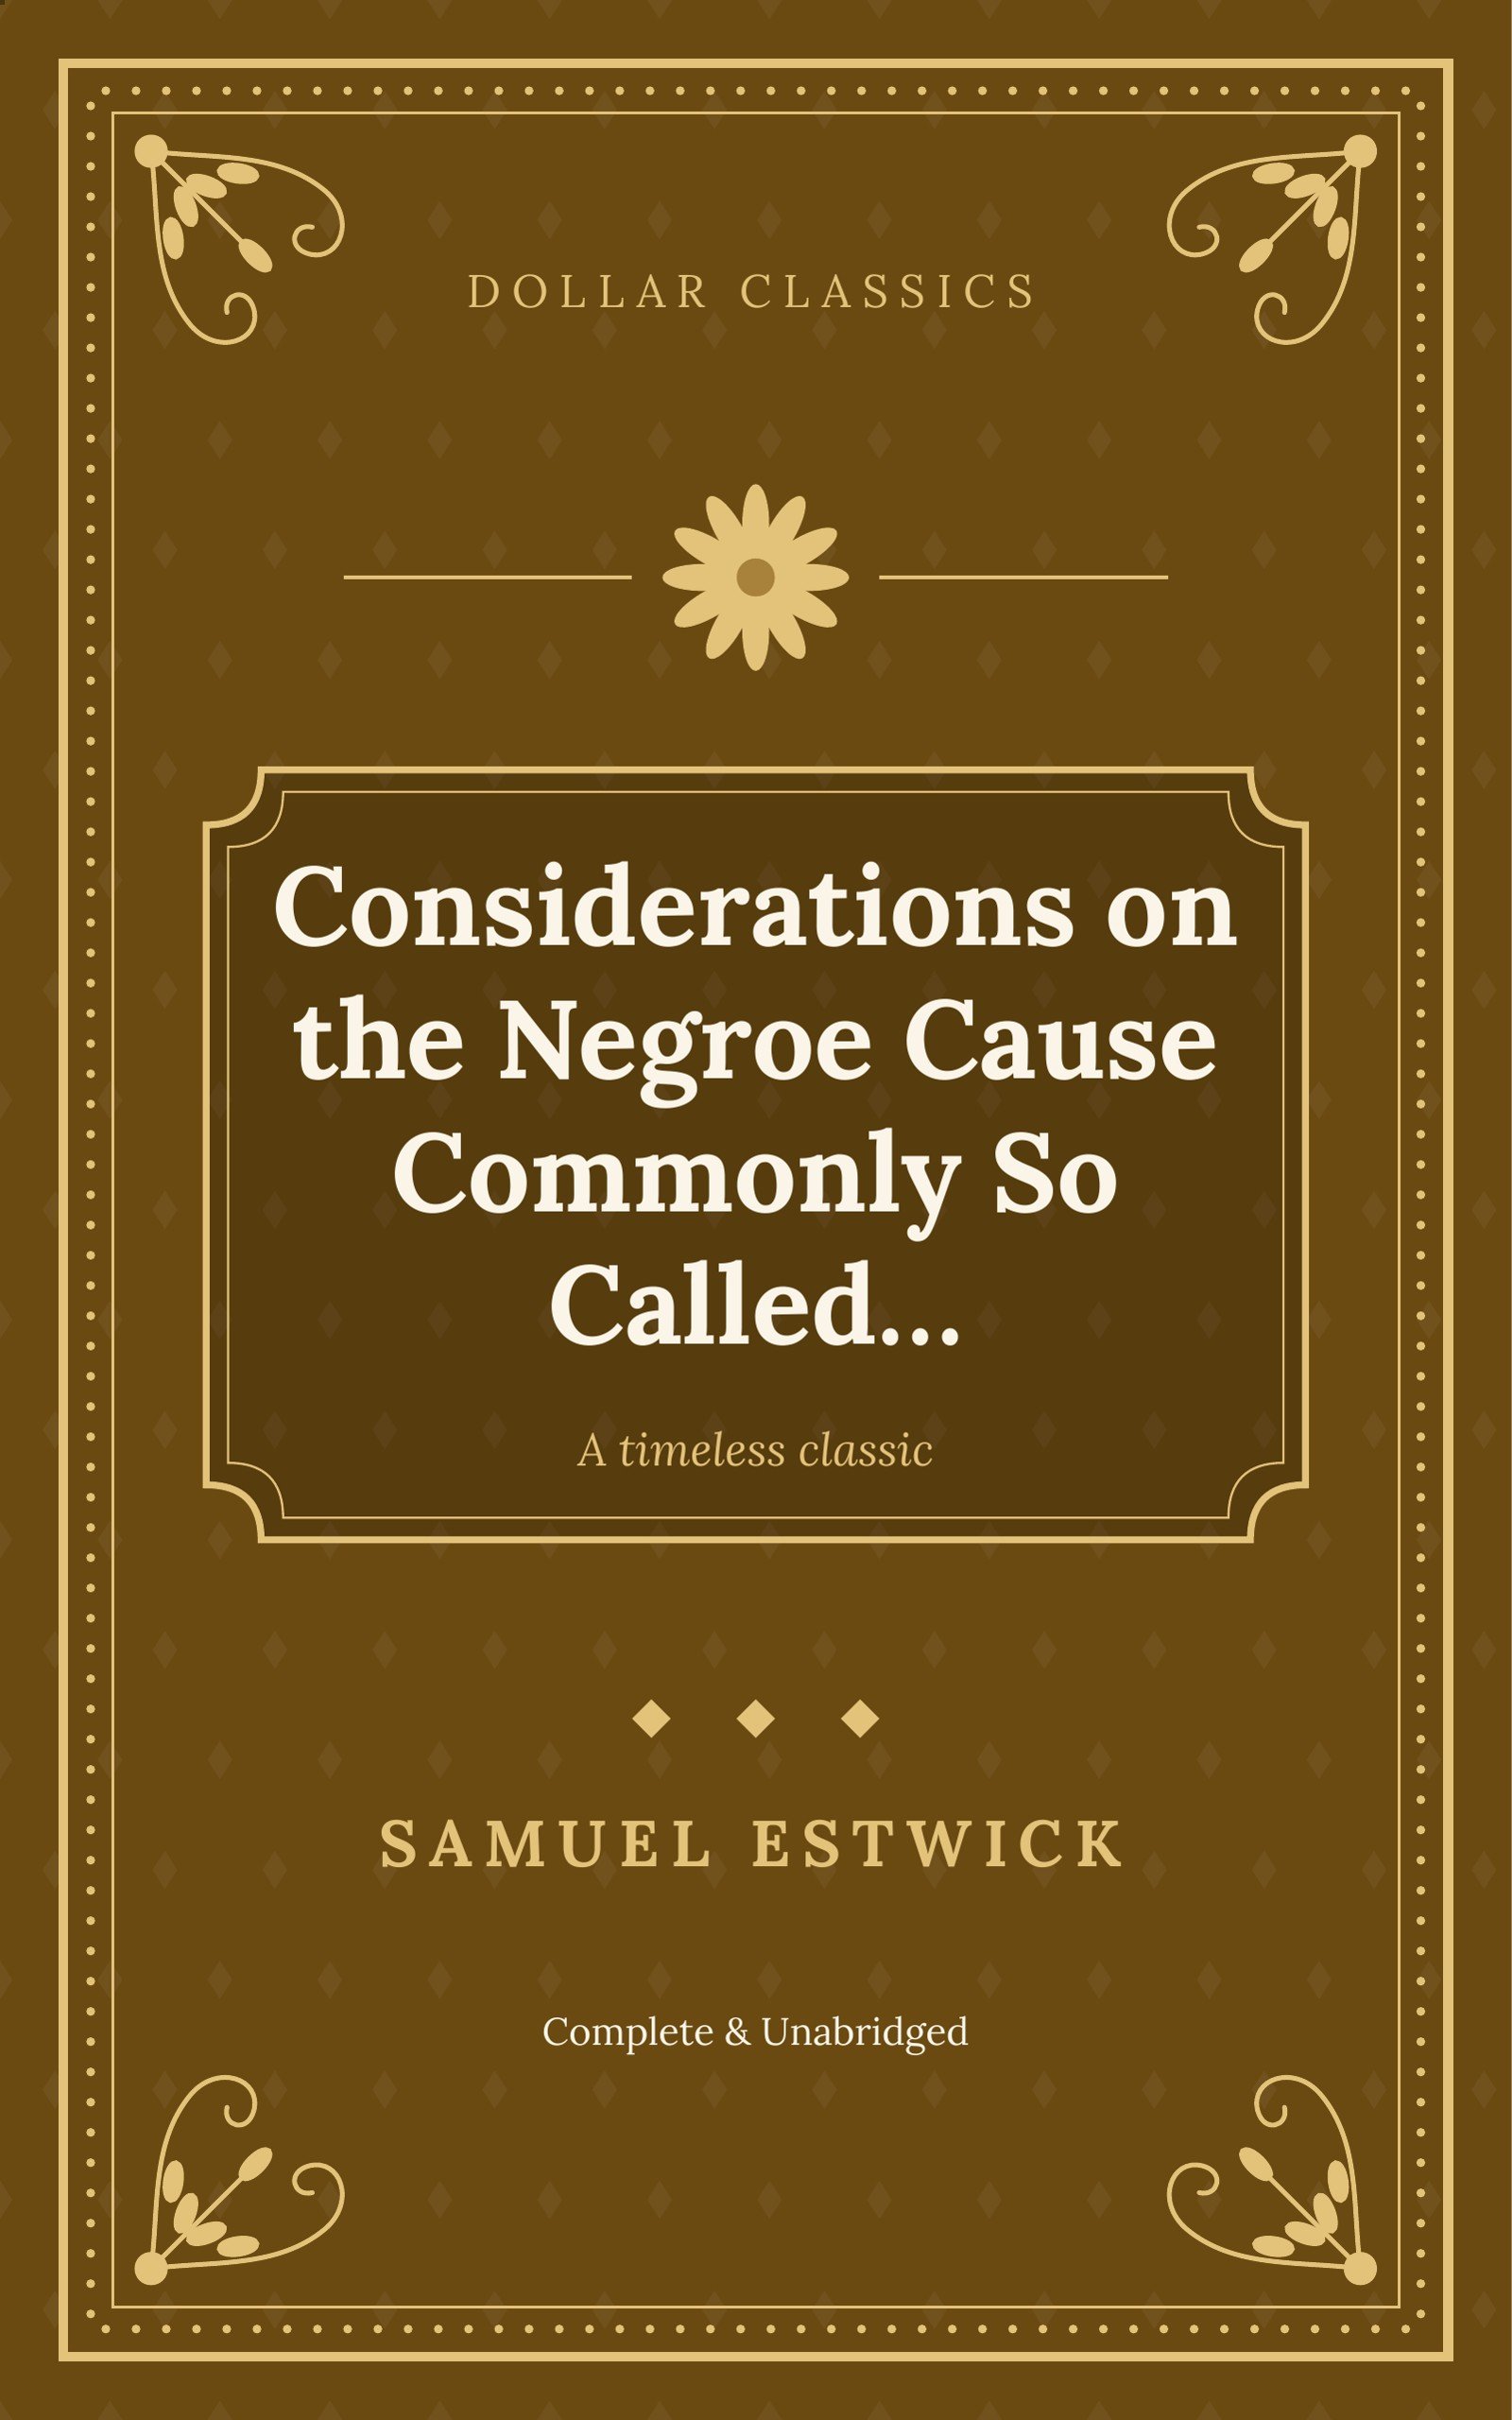 DOLLAR CLASSICS
Considerations on
the Negroe Cause
Commonly So
Called...
A timeless classic
SAMUEL ESTWICK
Complete & Unabridged